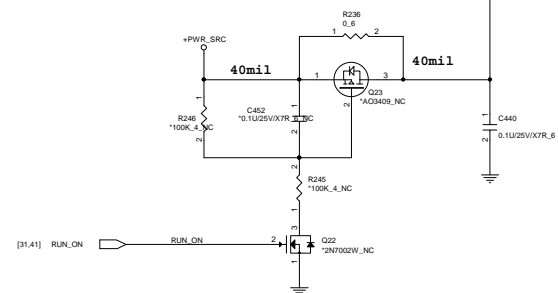 R236
0_6
1
2
+PWR_SRC
40mil
40mil
1
3
Q23
*AO3409_NC
2
1
R246
*100K_4_NC
2
C452
1
*0.1U/25V/X7R_6_NC
2
1
C440
0.1U/25V/X7R_6
2
2
R245
*100K_4_NC
1
[31,41]
RUN_ON
RUN_ON
2
3
Q22
*2N7002W_NC
1